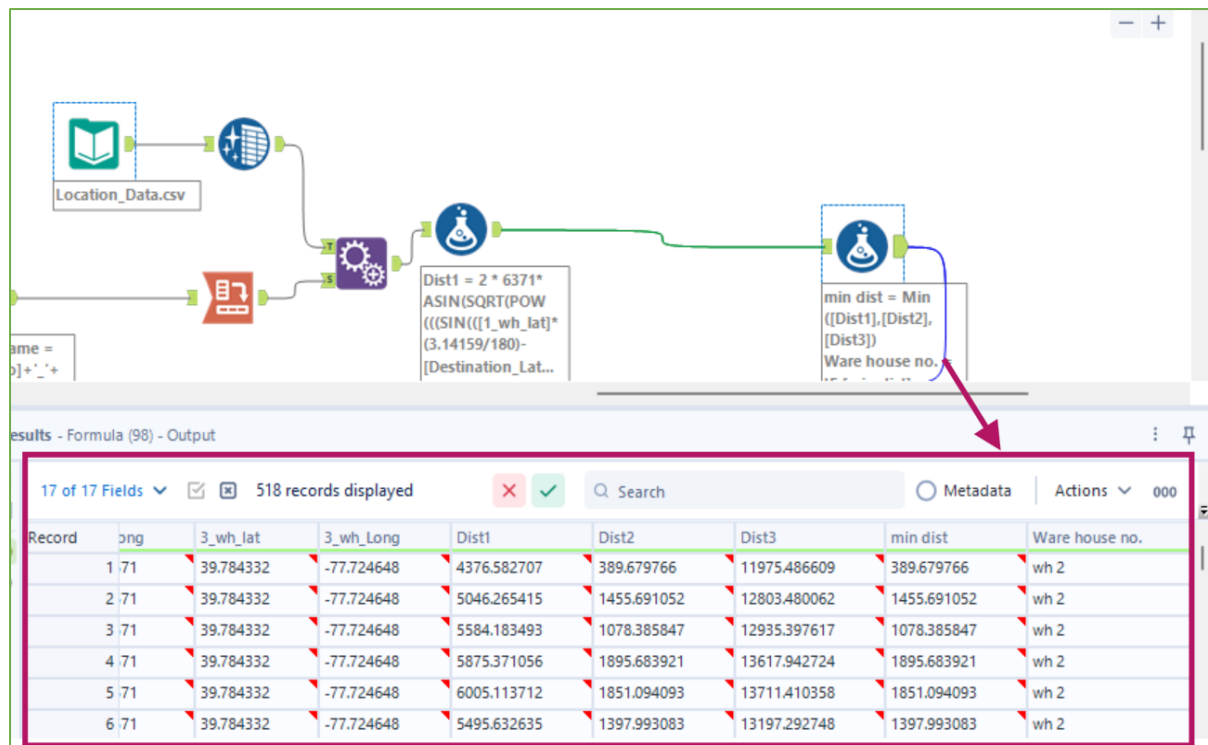 Location_Data.csv
T
S
Dist1 = 2 * 6371*
ASIN(SQRT(POW
(((SIN(([1_wh_lat]*
(3.14159/180)-
[Destination_Lat...
min dist = Min
([Dist1],[Dist2],
[Dist3])
Ware house no. =
ame =
o]+'_'+
esults - Formula (98) - Output
17 of 17 Fields 518 records displayed Search Metadata Actions 000
Record ong 3_wh_lat 3_wh_Long Dist1 Dist2 Dist3 min dist Ware house no.
1 71 39.784332 -77.724648 4376.582707 389.679766 11975.486609 389.679766 wh 2
2 71 39.784332 -77.724648 5046.265415 1455.691052 12803.480062 1455.691052 wh 2
3 71 39.784332 -77.724648 5584.183493 1078.385847 12935.397617 1078.385847 wh 2
4 71 39.784332 -77.724648 5875.371056 1895.683921 13617.942724 1895.683921 wh 2
5 71 39.784332 -77.724648 6005.113712 1851.094093 13711.410358 1851.094093 wh 2
6 71 39.784332 -77.724648 5495.632635 1397.993083 13197.292748 1397.993083 wh 2